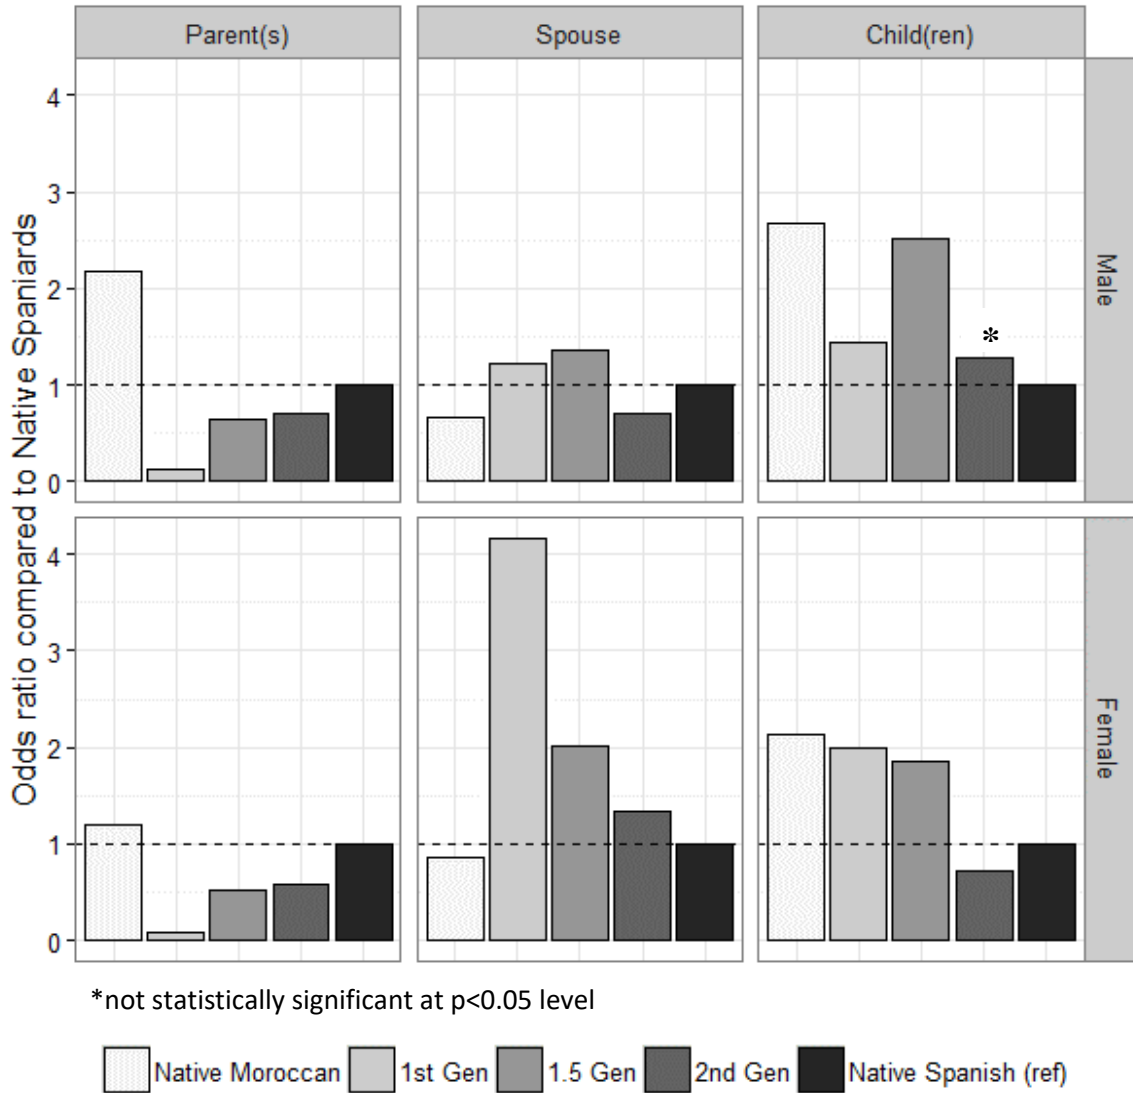 Parent(s) Spouse Child(ren)
Odds ratio compared to Native Spaniards
4
3
2
1
0
*
Male
4
3
2
1
0
Female
*not statistically significant at p<0.05 level
Native Moroccan 1st Gen 1.5 Gen 2nd Gen Native Spanish (ref)